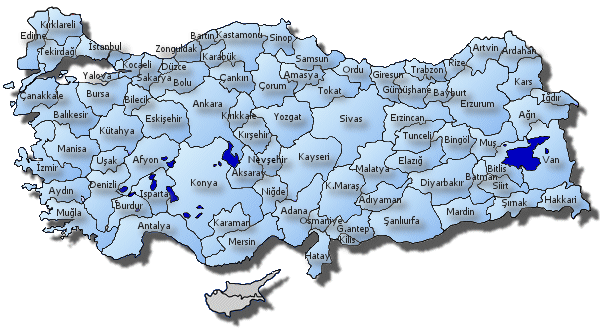 Kırklareli
Edirne
Tekirdağ
İstanbul
Kocaeli
Yalova
Sakarya
Düzce
Zonguldak
Bartın
Karabük
Kastamonu
Sinop
Bolu
Çankırı
Samsun
Amasya
Çorum
Tokat
Ordu
Giresun
Trabzon
Rize
Artvin
Ardahan
Gümüşhane
Bayburt
Erzurum
Kars
Iğdır
Ağrı
Çanakkale
Balıkesir
Bursa
Bilecik
Eskişehir
Kütahya
Ankara
Kırıkkale
Kırşehir
Yozgat
Sivas
Erzincan
Tunceli
Bingöl
Muş
Van
Bitlis
Batman
Siirt
Şırnak
Hakkari
Manisa
İzmir
Uşak
Afyon
Aydın
Denizli
Muğla
Burdur
Isparta
Antalya
Konya
Aksaray
Nevşehir
Niğde
Kayseri
Karaman
Mersin
Adana
Osmaniye
Hatay
Kilis
G.antep
K.Maraş
Malatya
Adıyaman
Elazığ
Diyarbakır
Şanlıurfa
Mardin